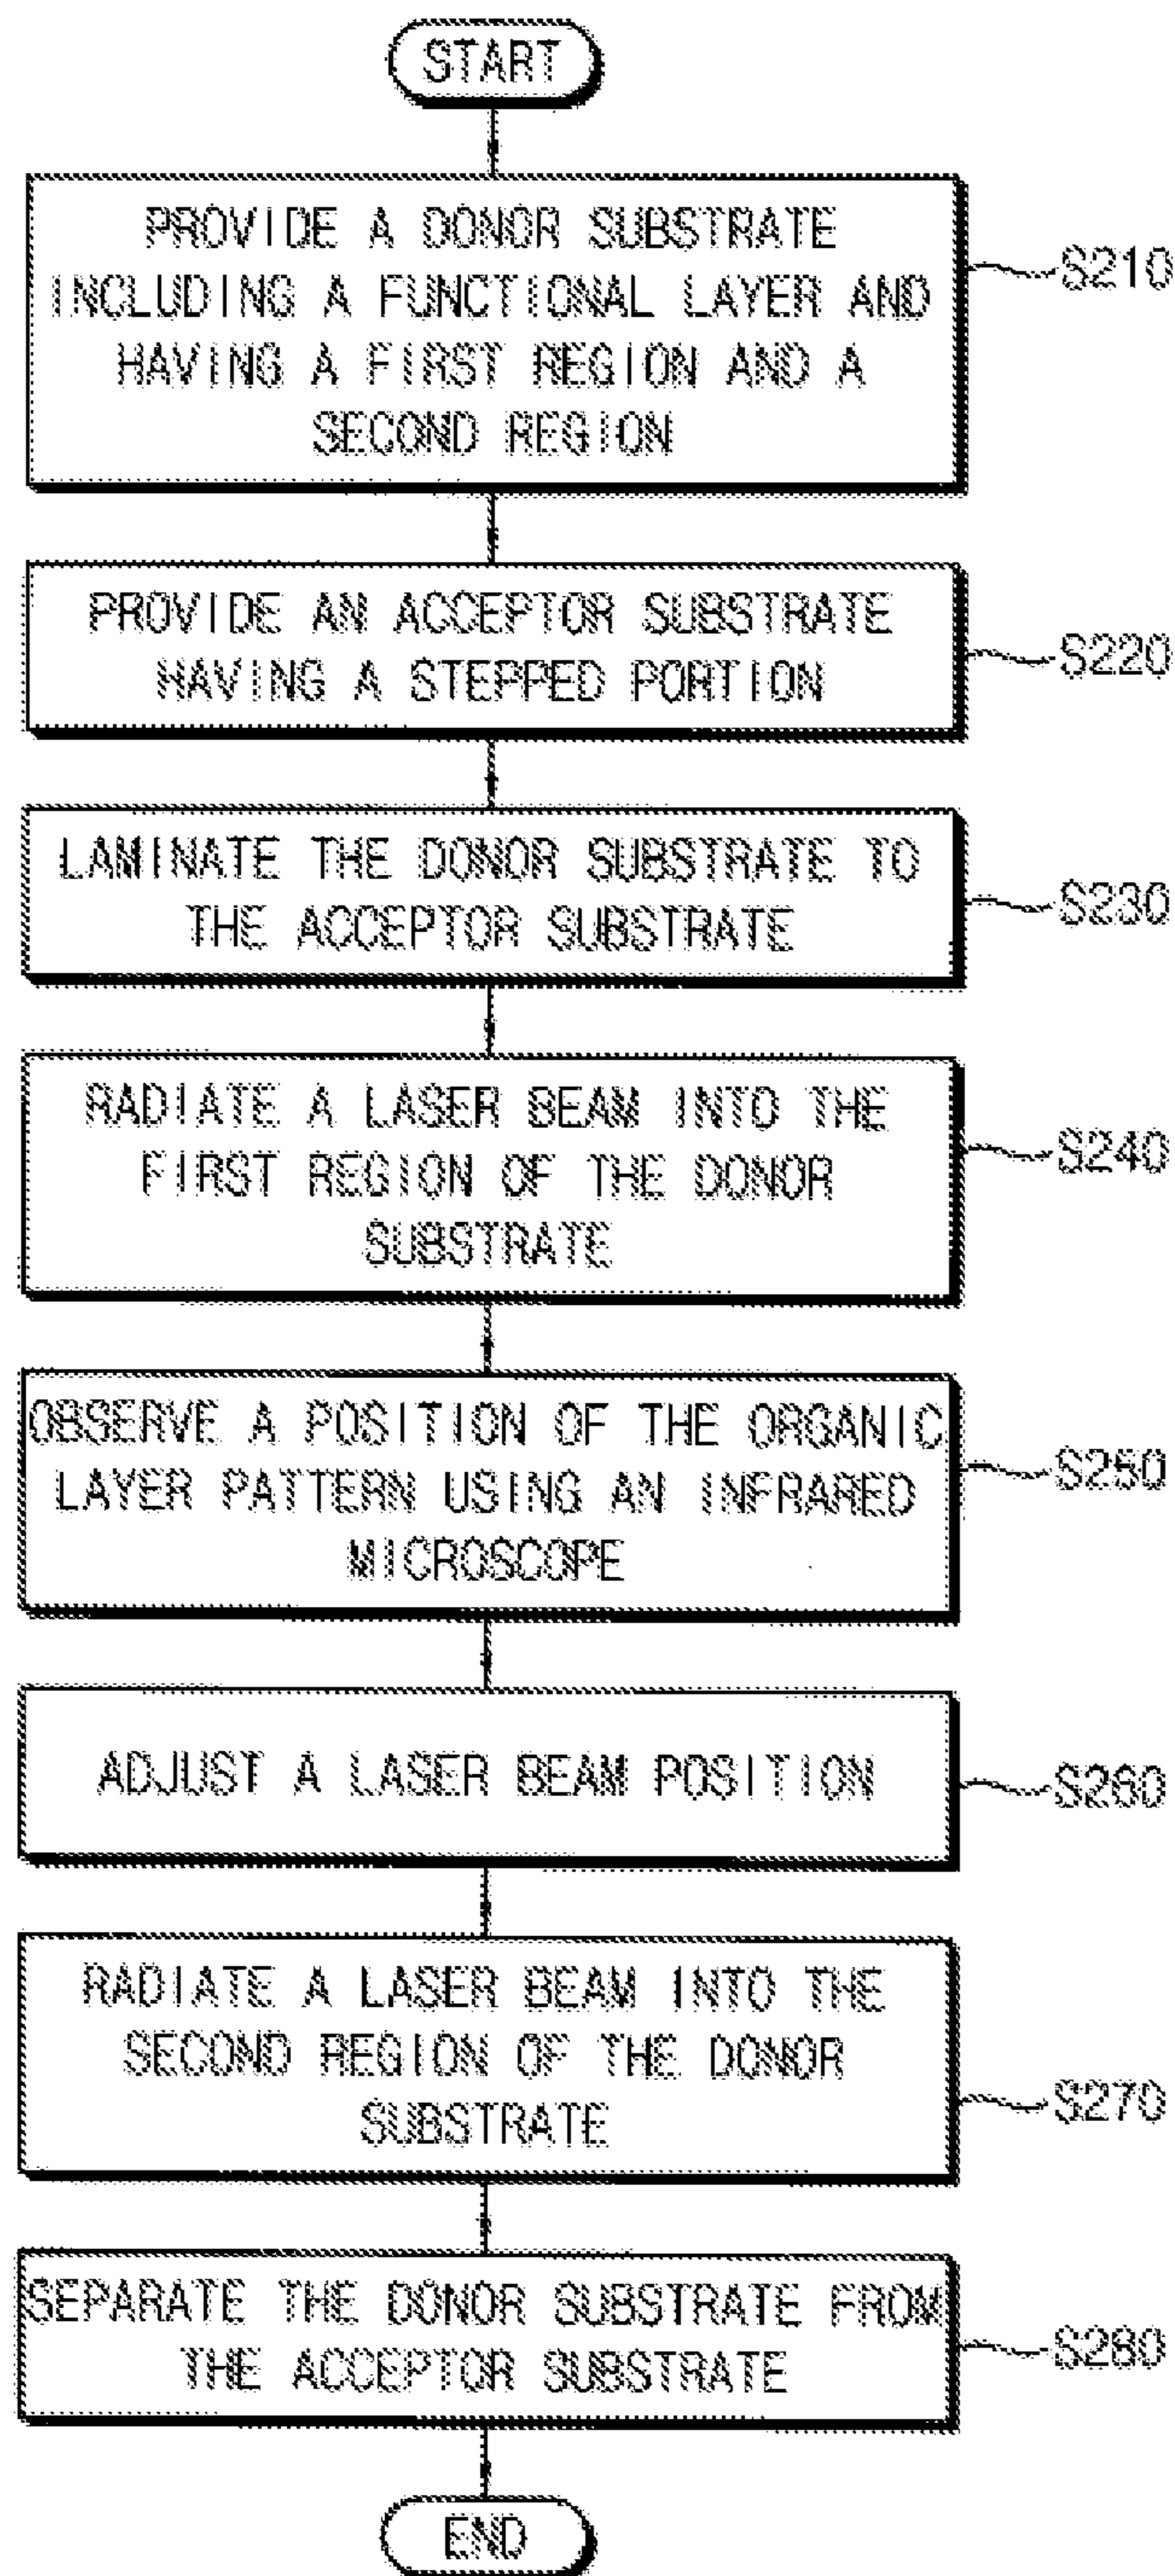 START
PROVIDE A DONOR SUBSTRATE
INCLUDING A FUNCTIONAL LAYER AND
HAVING A FIRST REGION AND A
SECOND REGION
S210
PROVIDE AN ACCEPTOR SUBSTRATE
HAVING A STEPPED PORTION
S220
LAMINATE THE DONOR SUBSTRATE TO
THE ACCEPTOR SUBSTRATE
S230
RADIATE A LASER BEAM INTO THE
FIRST REGION OF THE DONOR
SUBSTRATE
S240
OBSERVE A POSITION OF THE ORGANIC
LAYER PATTERN USING AN INFRARED
MICROSCOPE
S250
ADJUST A LASER BEAM POSITION
S260
RADIATE A LASER BEAM INTO THE
SECOND REGION OF THE DONOR
SUBSTRATE
S270
SEPARATE THE DONOR SUBSTRATE FROM
THE ACCEPTOR SUBSTRATE
S280
END